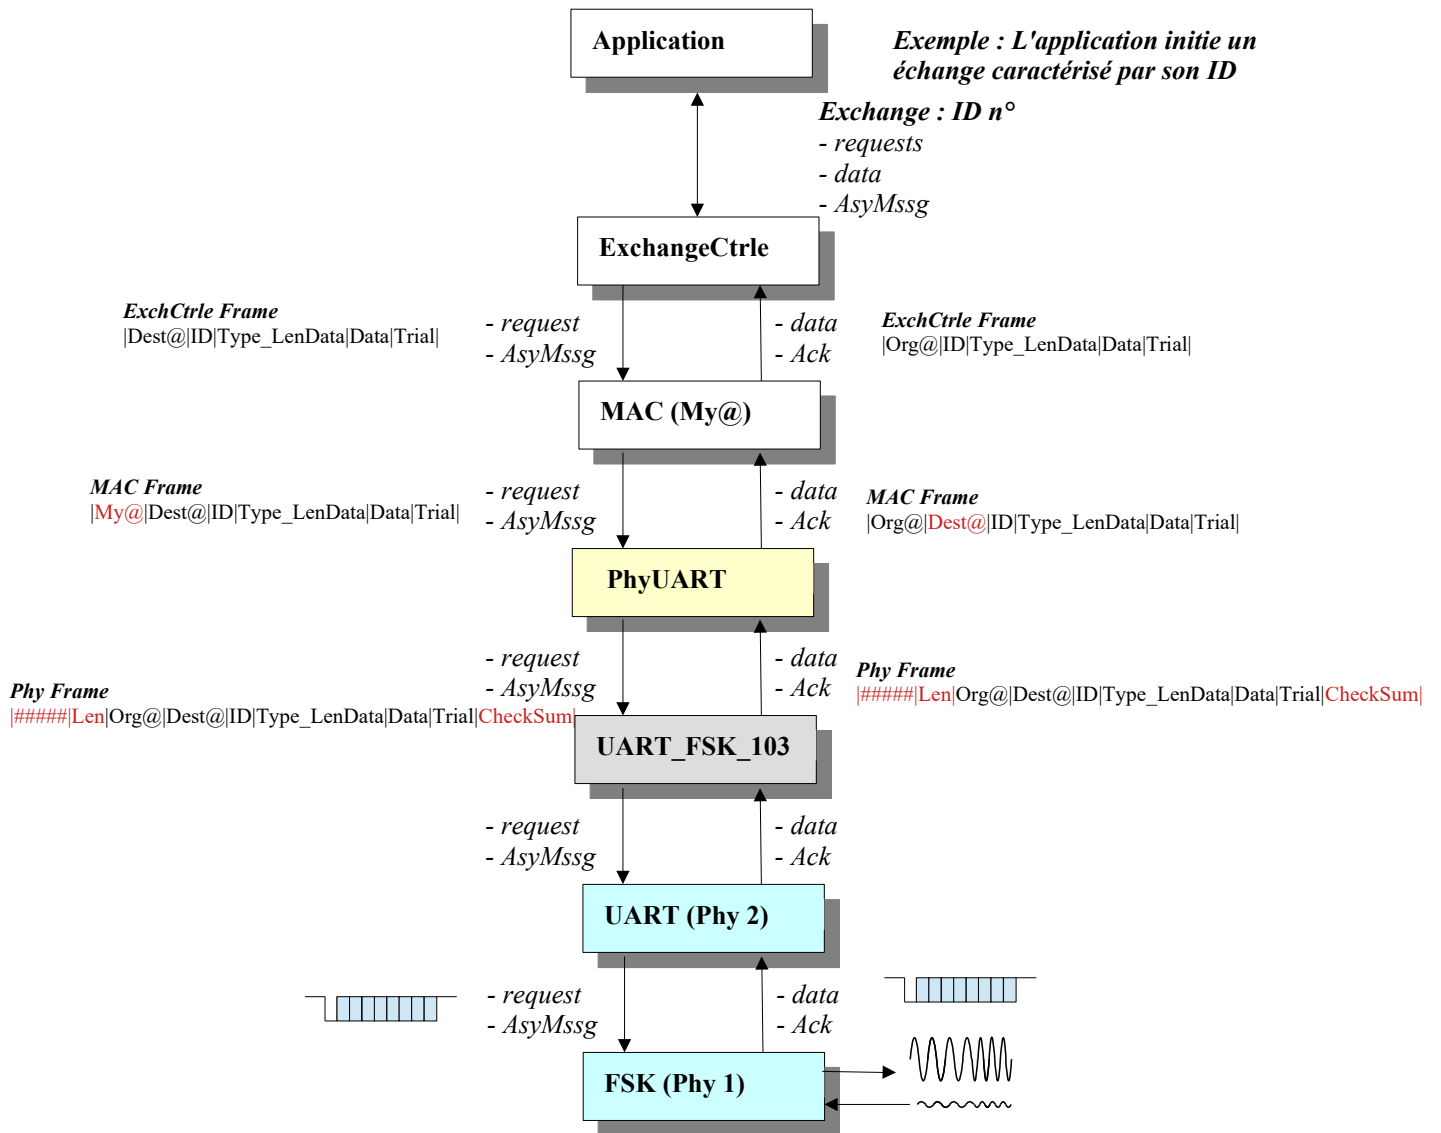 Application
Exemple : L'application initie un
échange caractérisé par son ID
Exchange : ID n°
- requests
- data
- AsyMssg
ExchangeCtrle
ExchCtrle Frame
|Dest@|ID|Type_LenData|Data|Trial|
- request
- AsyMssg
- data
- Ack
ExchCtrle Frame
|Org@|ID|Type_LenData|Data|Trial|
MAC (My@)
MAC Frame
|My@|Dest@|ID|Type_LenData|Data|Trial|
- request
- AsyMssg
- data
- Ack
MAC Frame
|Org@|Dest@|ID|Type_LenData|Data|Trial|
PhyUART
Phy Frame
|#####|Len|Org@|Dest@|ID|Type_LenData|Data|Trial|CheckSum|
- request
- AsyMssg
- data
- Ack
Phy Frame
|#####|Len|Org@|Dest@|ID|Type_LenData|Data|Trial|CheckSum|
UART_FSK_103
- request
- AsyMssg
- data
- Ack
UART (Phy 2)
- request
- AsyMssg
- data
- Ack
FSK (Phy 1)